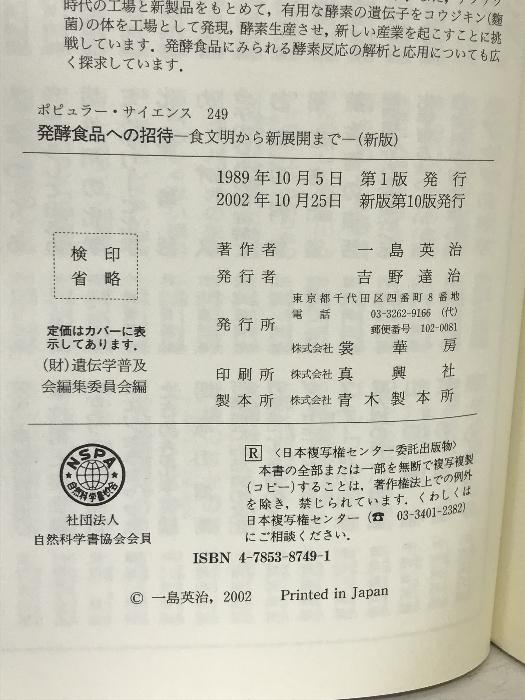 時代の工場と新製品をもとめて，有用な酵素の遺伝子をコウジキン(麴
菌)の体を工場として発現，酵素生産させ，新しい産業を起こすことに挑
戦しています．発酵食品にみられる酵素反応の解析と応用についても広
く探求しています．
ポピュラー・サイエンス 249
発酵食品への招待―食文明から新展開まで―(新版)
1989年10月5日 第1版 発行
2002年10月25日 新版第10版発行
検印
省略
定価はカバーに表
示してあります．
(財)遺伝学普及
会編集委員会編
著作者 一島英治
発行者 吉野達治
発行所
東京都千代田区四番町8番地
電話 03-3262-9166 (代)
郵便番号 102-0081
株式会社 裳華房
印刷所 株式会社 真興社
製本所 株式会社 青木製本所
NSPA
自然科学書協会
社団法人
自然科学書協会会員
R 〈日本複写権センター委託出版物〉
本書の全部または一部を無断で複写複製
(コピー)することは，著作権法上での例外
を除き，禁じられています．くわしくは
日本複写権センター (☎ 03-3401-2382)
にご相談ください．
ISBN 4-7853-8749-1
© 一島英治, 2002 Printed in Japan